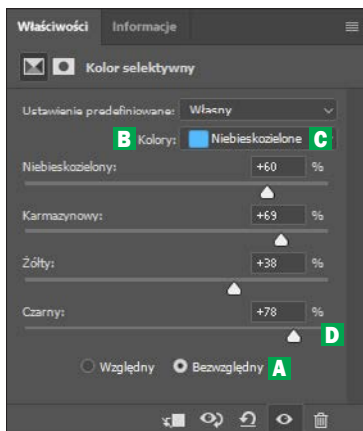 Właściwości Informacje
Kolor selektywny
Ustawienie predefiniowane: Własny
B Kolory: Niebieskozielone C
Niebieskozielony: +60 %
Karmazynowy: +69 %
Żółty: +38 %
Czarny: +78 %
D
Względny Bezwzględny A